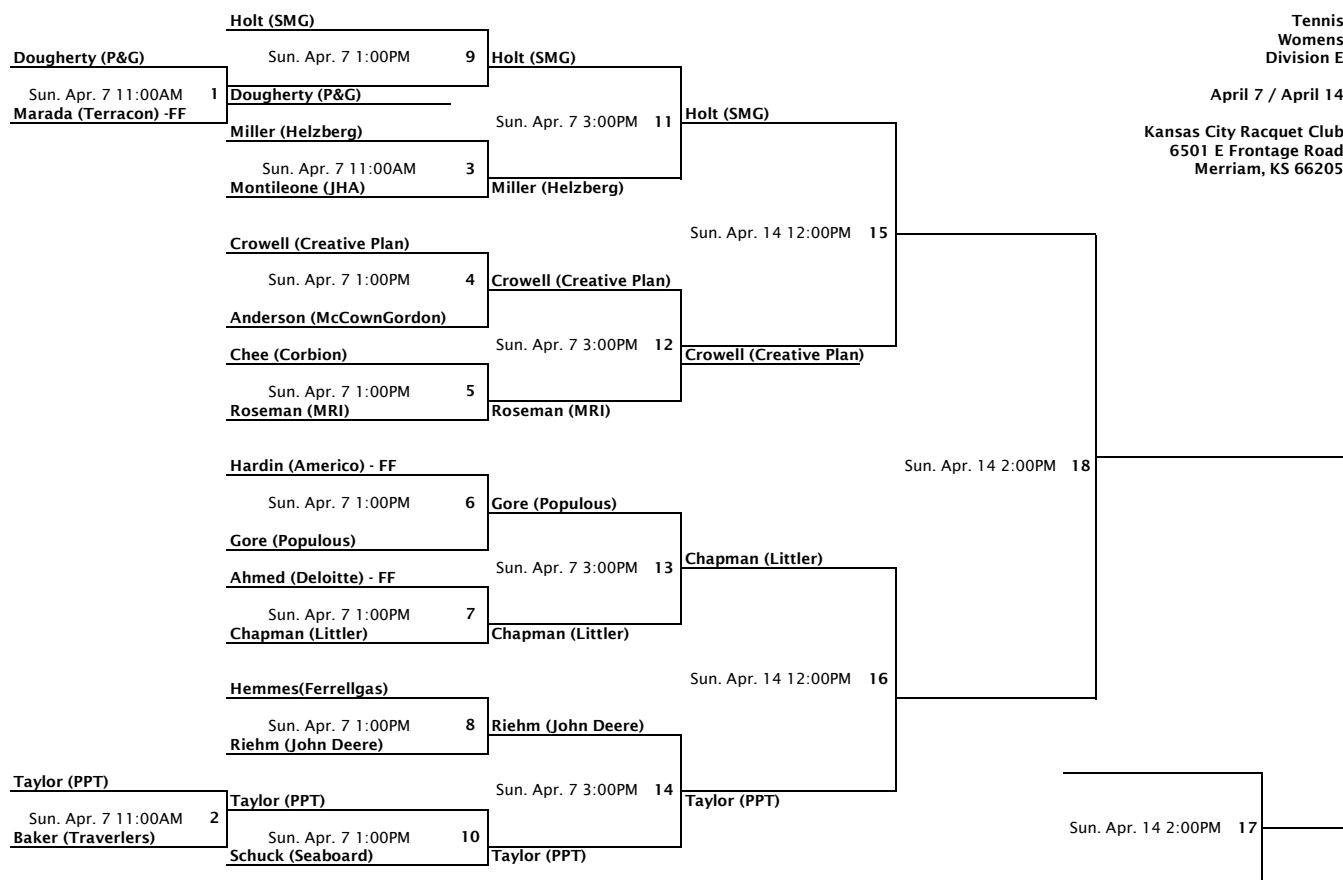 Holt (SMG)
Tennis
Womens
Division E
Dougherty (P&G)
Sun. Apr. 7 1:00PM 9
Holt (SMG)
Sun. Apr. 7 11:00AM 1
Dougherty (P&G)
April 7 / April 14
Marada (Terracon) -FF
Sun. Apr. 7 3:00PM 11
Holt (SMG)
Miller (Helzberg)
Kansas City Racquet Club
6501 E Frontage Road
Merriam, KS 66205
Sun. Apr. 7 11:00AM 3
Montileone (JHA)
Miller (Helzberg)
Sun. Apr. 14 12:00PM 15
Crowell (Creative Plan)
Sun. Apr. 7 1:00PM 4
Crowell (Creative Plan)
Anderson (McCownGordon)
Sun. Apr. 7 3:00PM 12
Chee (Corbion)
Crowell (Creative Plan)
Sun. Apr. 7 1:00PM 5
Roseman (MRI)
Roseman (MRI)
Hardin (Americo) - FF
Sun. Apr. 14 2:00PM 18
Sun. Apr. 7 1:00PM 6
Gore (Populous)
Gore (Populous)
Sun. Apr. 7 3:00PM 13
Chapman (Littler)
Ahmed (Deloitte) - FF
Sun. Apr. 7 1:00PM 7
Chapman (Littler)
Chapman (Littler)
Sun. Apr. 14 12:00PM 16
Hemmes(Ferrellgas)
Sun. Apr. 7 1:00PM 8
Riehm (John Deere)
Riehm (John Deere)
Taylor (PPT)
Sun. Apr. 7 3:00PM 14
Taylor (PPT)
Taylor (PPT)
Sun. Apr. 7 11:00AM 2
Baker (Traverlers)
Sun. Apr. 7 1:00PM 10
Sun. Apr. 14 2:00PM 17
Schuck (Seaboard)
Taylor (PPT)